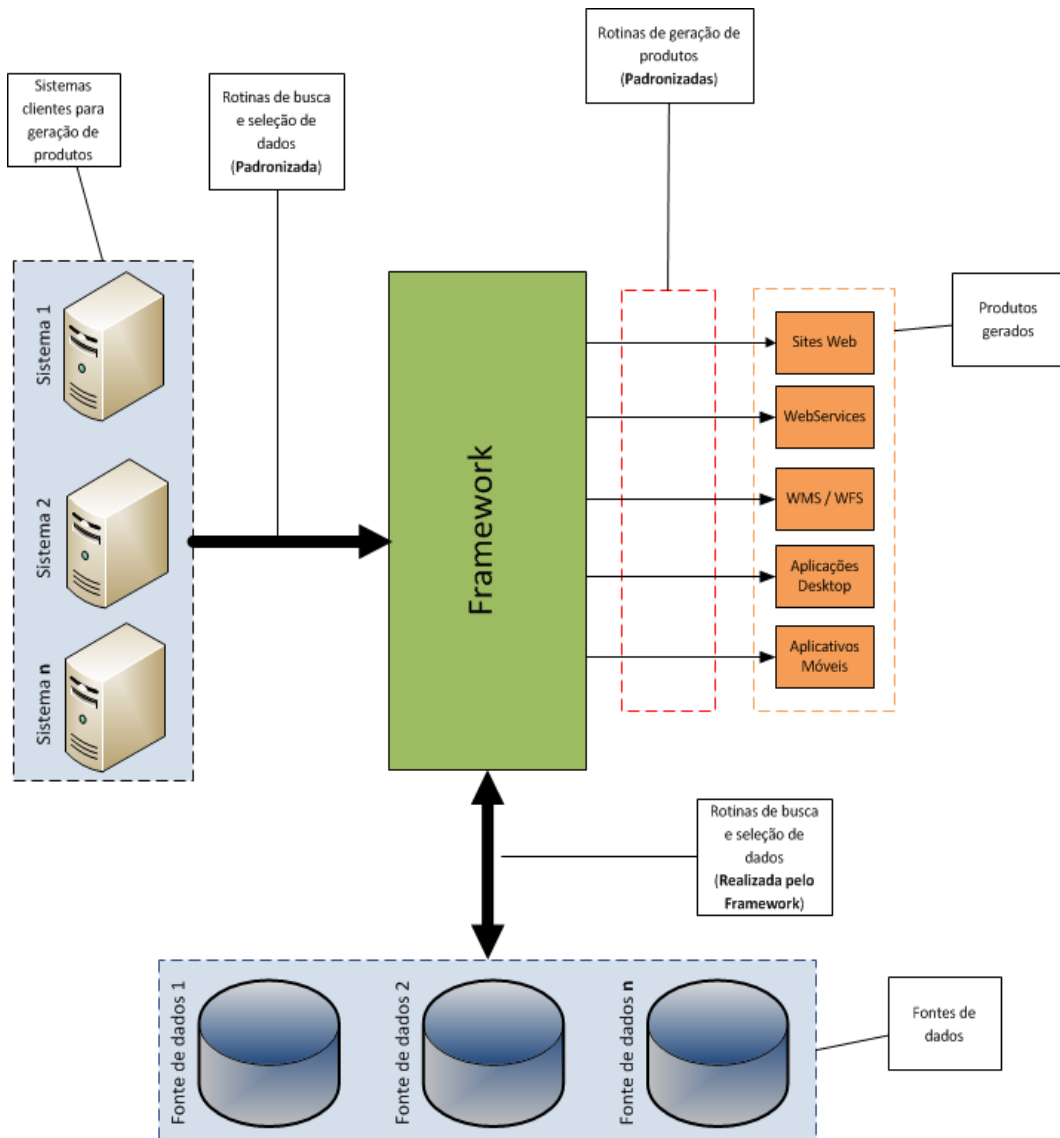 Rotinas de geração de
produtos
(Padronizadas)
Sistemas
clientes para
geração de
produtos
Rotinas de busca
e seleção de
dados
(Padronizada)
Sistema 1
Sistema 2
Sistema n
Framework
Sites Web
WebServices
WMS / WFS
Aplicações
Desktop
Aplicativos
Móveis
Produtos
gerados
Rotinas de busca
e seleção de
dados
(Realizada pelo
Framework)
Fonte de dados 1
Fonte de dados 2
Fonte de dados n
Fontes de
dados